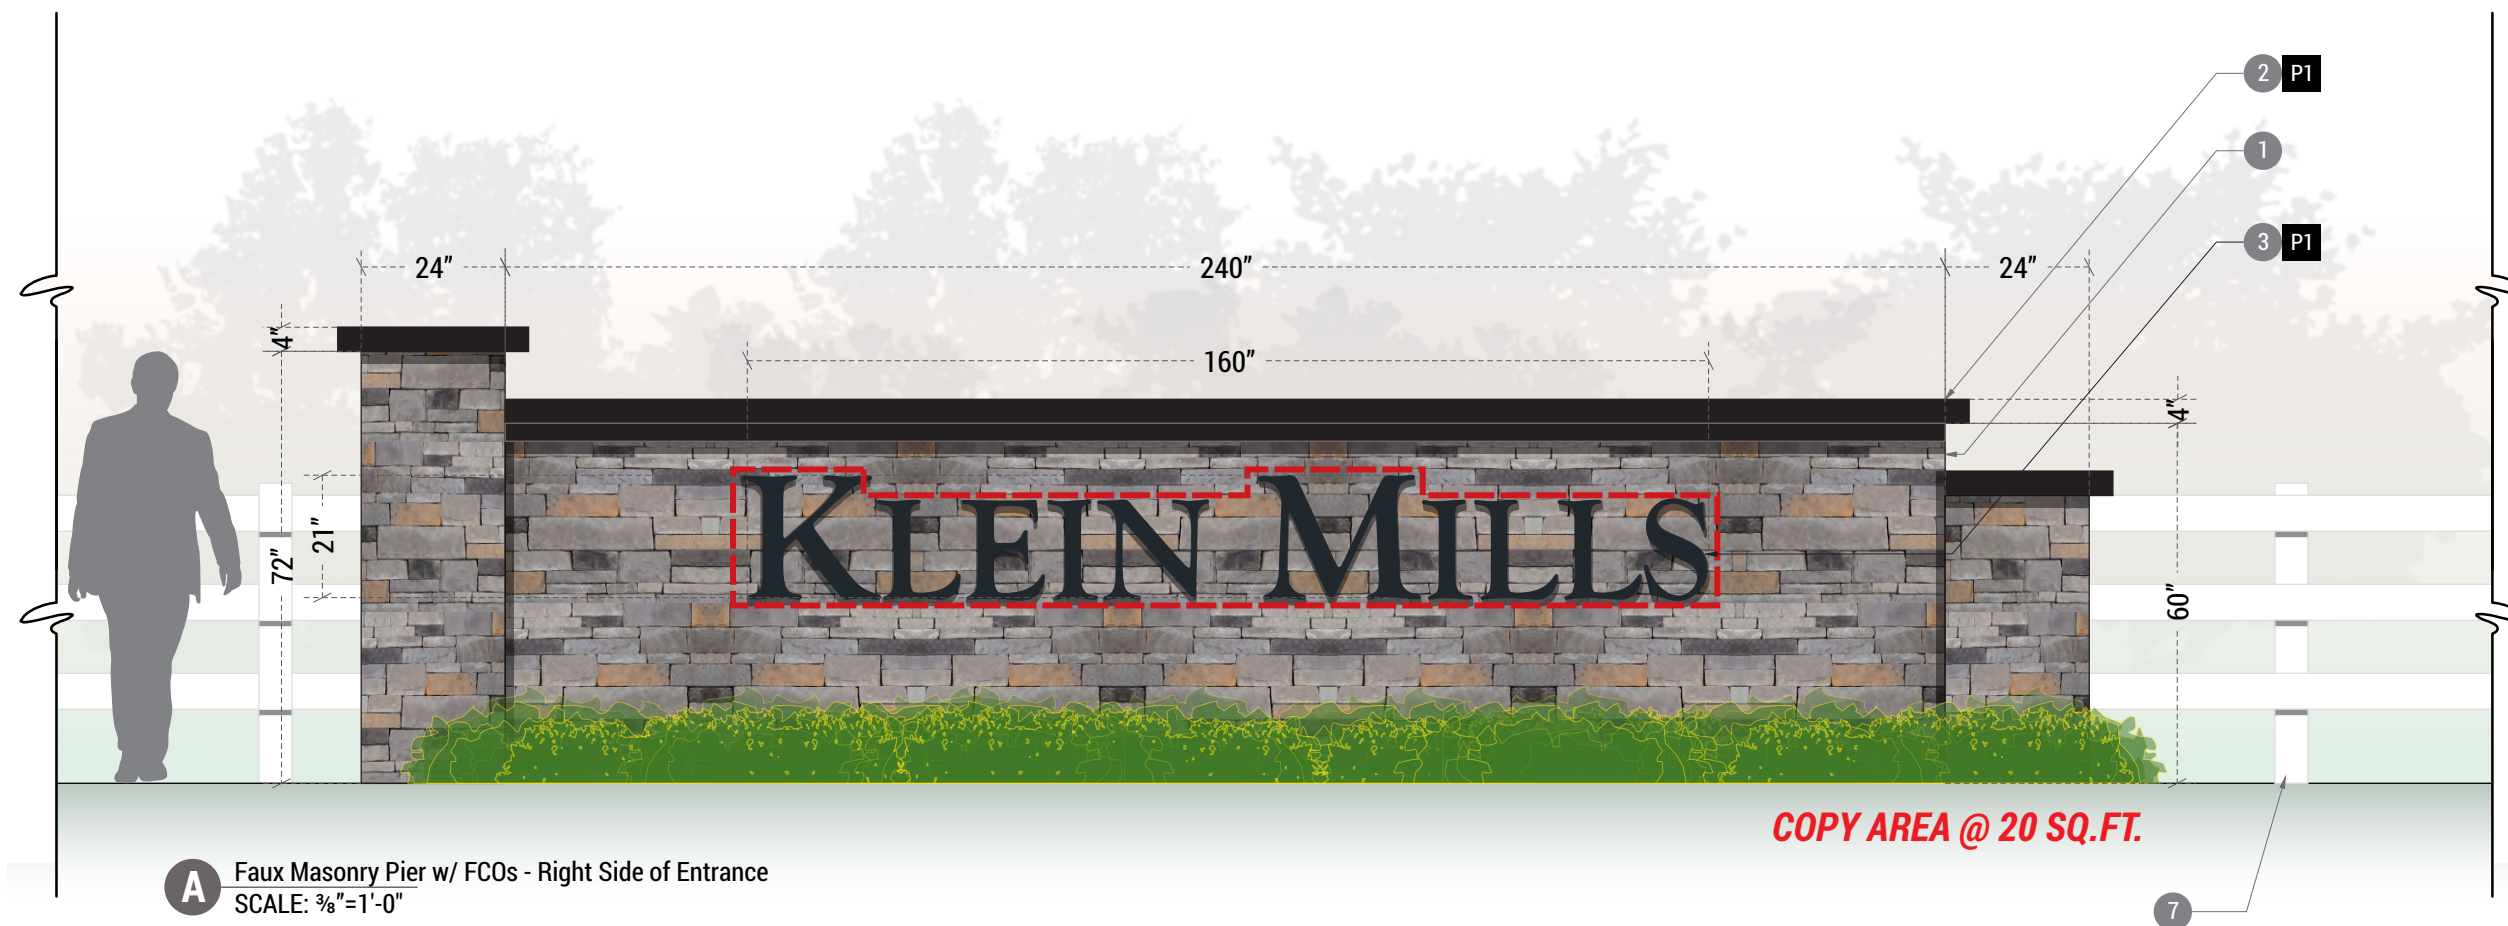 2 P1
1
3 P1
24”
240”
24”
4”
160”
4”
21”
72”
KLEIN MILLS
60”
COPY AREA @ 20 SQ.FT.
A
Faux Masonry Pier w/ FCOs - Right Side of Entrance
SCALE: ⅜”=1'-0"
7